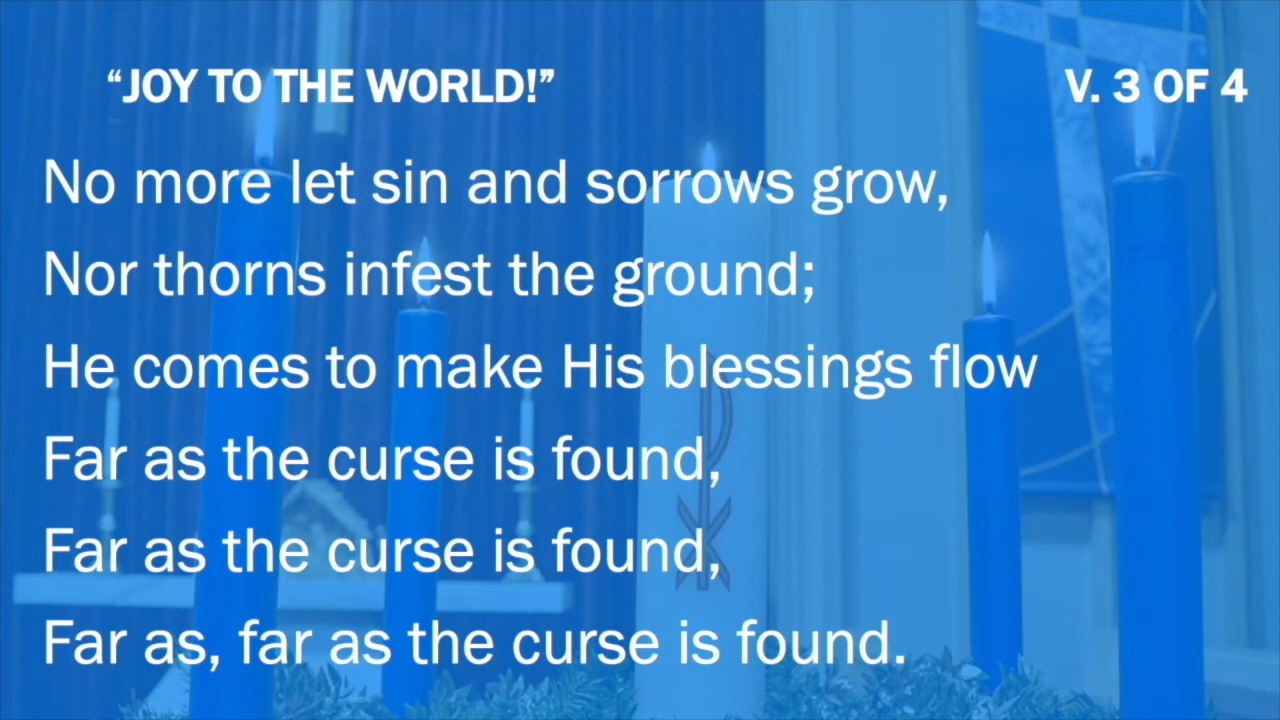 “JOY TO THE WORLD!” V. 3 OF 4
No more let sin and sorrows grow,
Nor thorns infest the ground;
He comes to make His blessings flow
Far as the curse is found,
Far as the curse is found,
Far as, far as the curse is found.